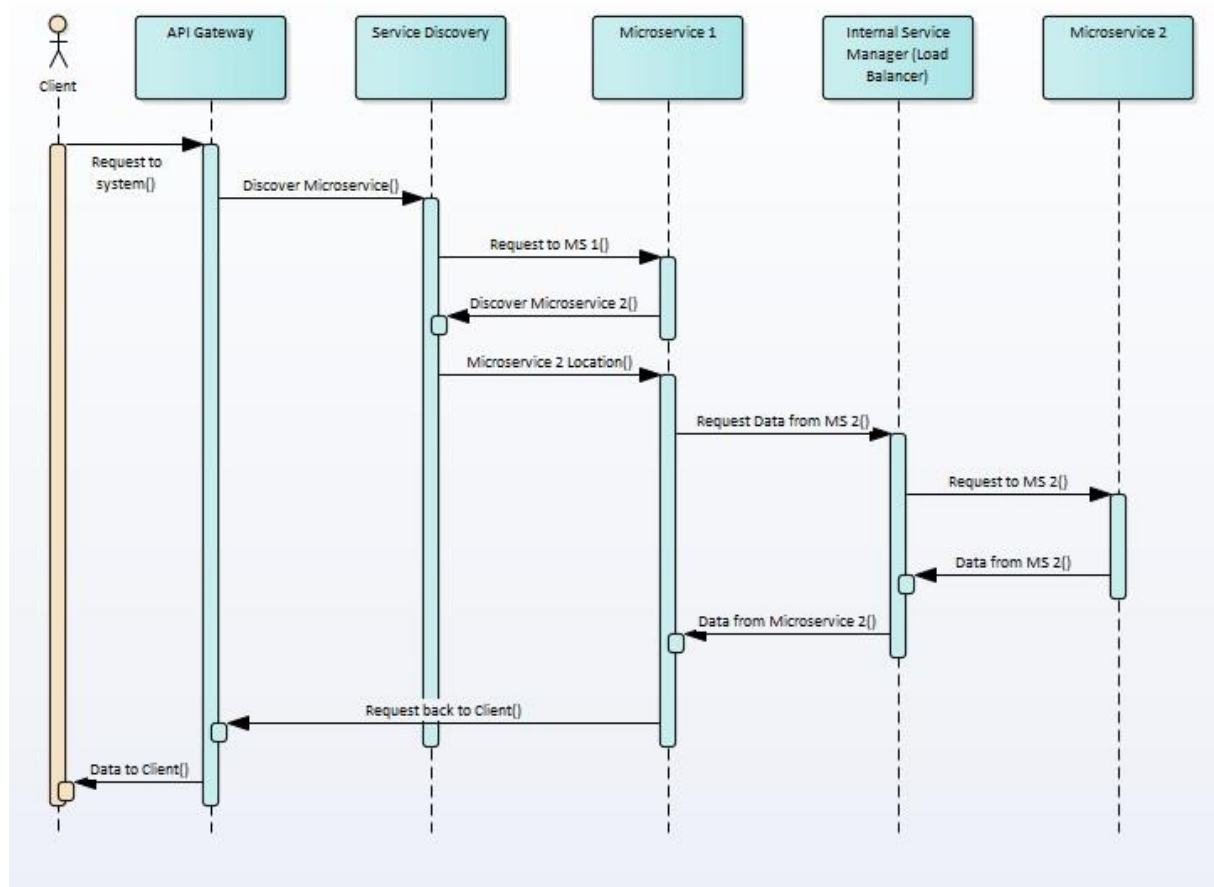 API Gateway
Service Discovery
Microservice 1
Internal Service
Manager (Load
Balancer)
Microservice 2
Client
Request to
system()
Discover Microservice()
Request to MS 1()
Discover Microservice 2()
Microservice 2 Location()
Request Data from MS 2()
Request to MS 2()
Data from MS 2()
Data from Microservice 2()
Request back to Client()
Data to Client()